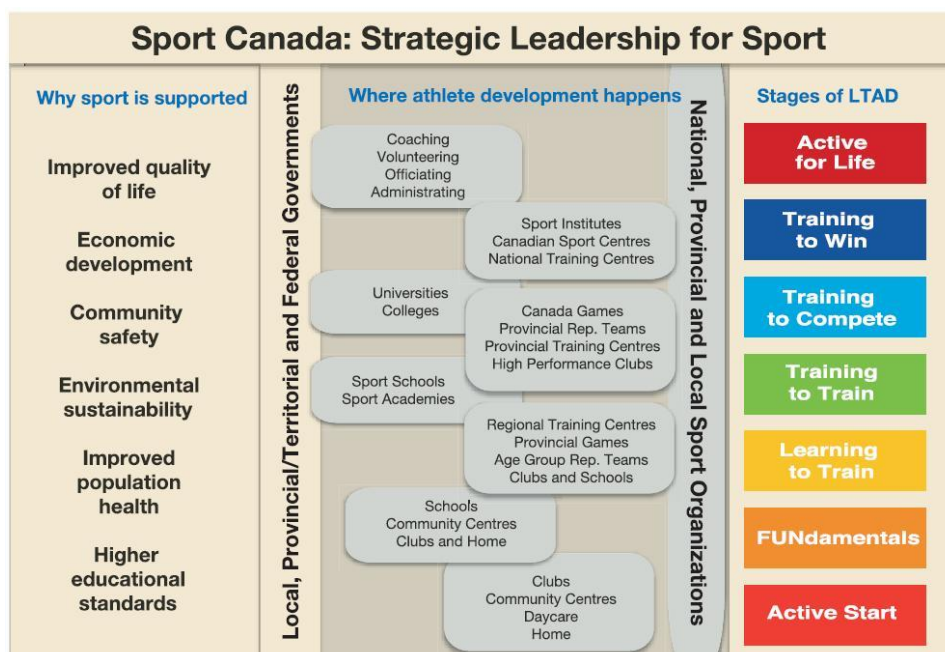 Sport Canada: Strategic Leadership for Sport
Why sport is supported
Improved quality
of life
Economic
development
Community
safety
Environmental
sustainability
Improved
population
health
Higher
educational
standards
Local, Provincial/Territorial and Federal Governments
Where athlete development happens
Coaching
Volunteering
Officiating
Administrating
Sport Institutes
Canadian Sport Centres
National Training Centres
Universities
Colleges
Canada Games
Provincial Rep. Teams
Provincial Training Centres
High Performance Clubs
Sport Schools
Sport Academies
Regional Training Centres
Provincial Games
Age Group Rep. Teams
Clubs and Schools
Schools
Community Centres
Clubs and Home
Clubs
Community Centres
Daycare
Home
National, Provincial and Local Sport Organizations
Stages of LTAD
Active
for Life
Training
to Win
Training
to Compete
Training
to Train
Learning
to Train
FUNdamentals
Active Start